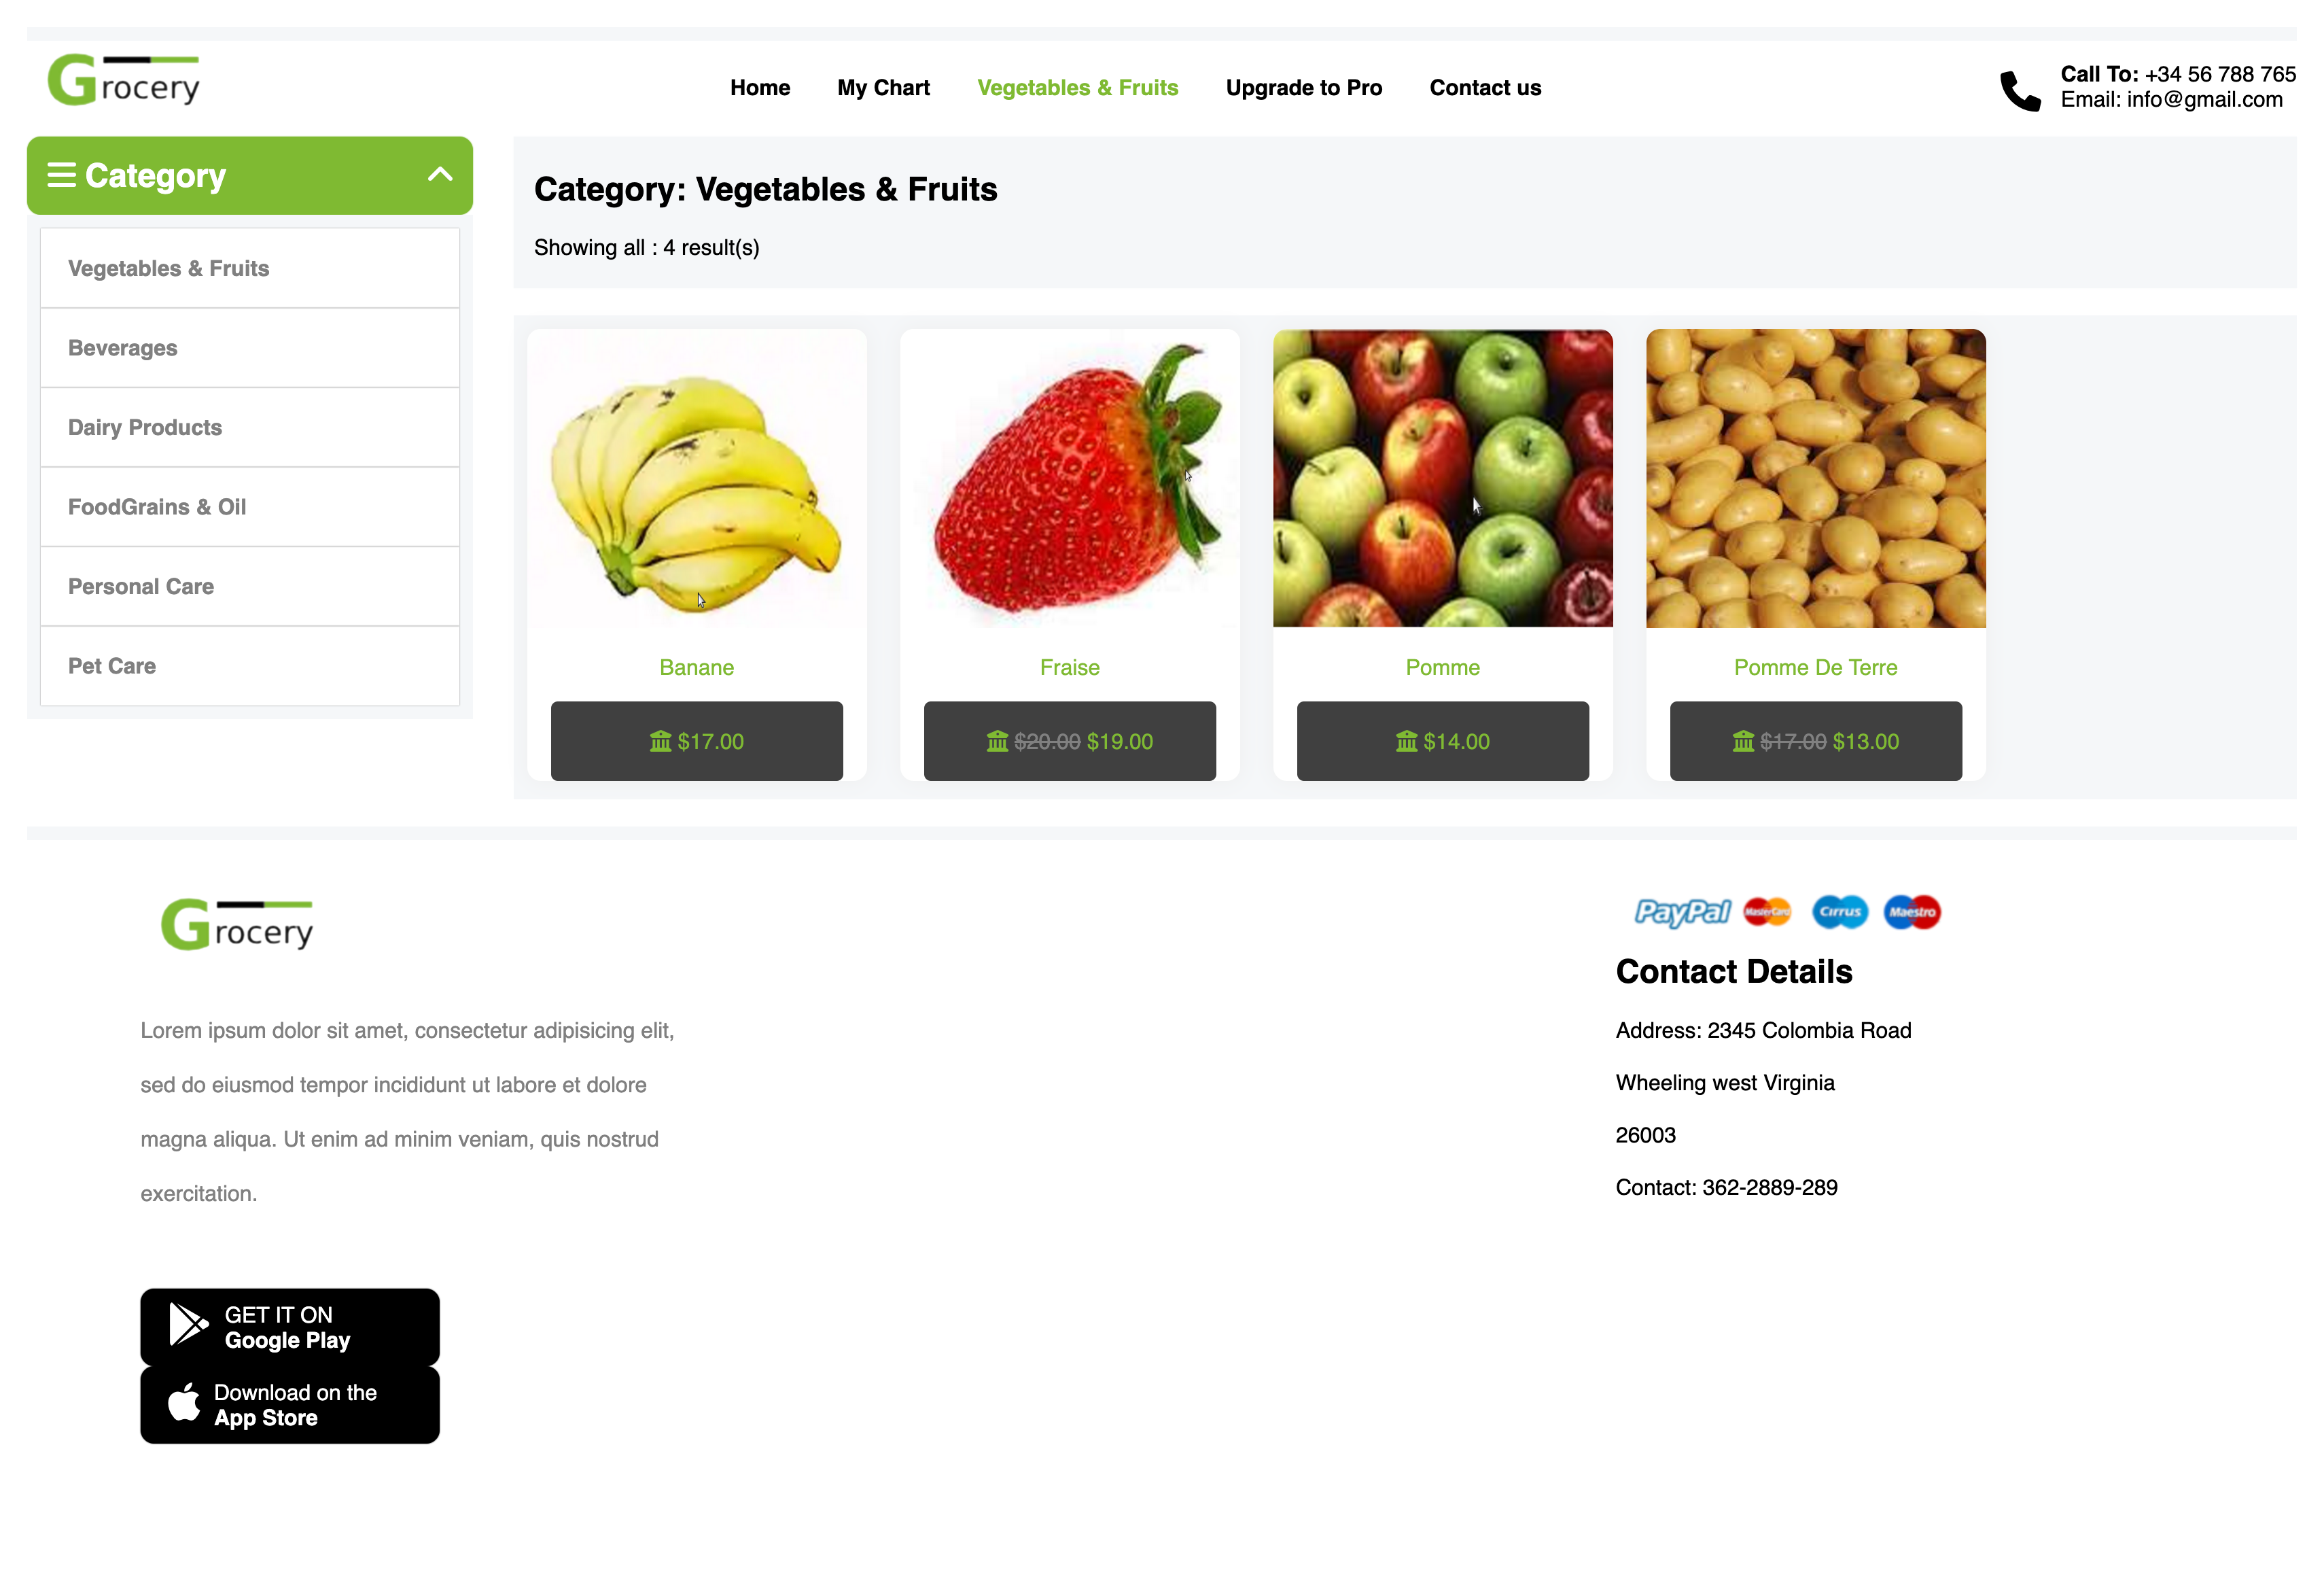 Grocery
Home
My Chart
Vegetables & Fruits
Upgrade to Pro
Contact us
Call To: +34 56 788 765
Email: info@gmail.com
Category
Vegetables & Fruits
Beverages
Dairy Products
FoodGrains & Oil
Personal Care
Pet Care
Category: Vegetables & Fruits
Showing all : 4 result(s)
Banane
$17.00
Fraise
$20.00 $19.00
Pomme
$14.00
Pomme De Terre
$17.00 $13.00
Grocery
Lorem ipsum dolor sit amet, consectetur adipisicing elit,
sed do eiusmod tempor incididunt ut labore et dolore
magna aliqua. Ut enim ad minim veniam, quis nostrud
exercitation.
GET IT ON
Google Play
Download on the
App Store
PayPal MasterCard Cirrus Maestro
Contact Details
Address: 2345 Colombia Road
Wheeling west Virginia
26003
Contact: 362-2889-289